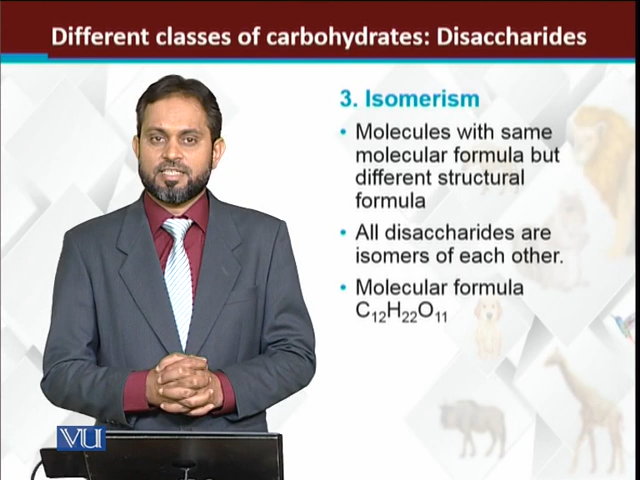 Different classes of carbohydrates: Disaccharides
3. Isomerism
• Molecules with same
molecular formula but
different structural
formula
• All disaccharides are
isomers of each other.
• Molecular formula
C₁₂H₂₂O₁₁
VU